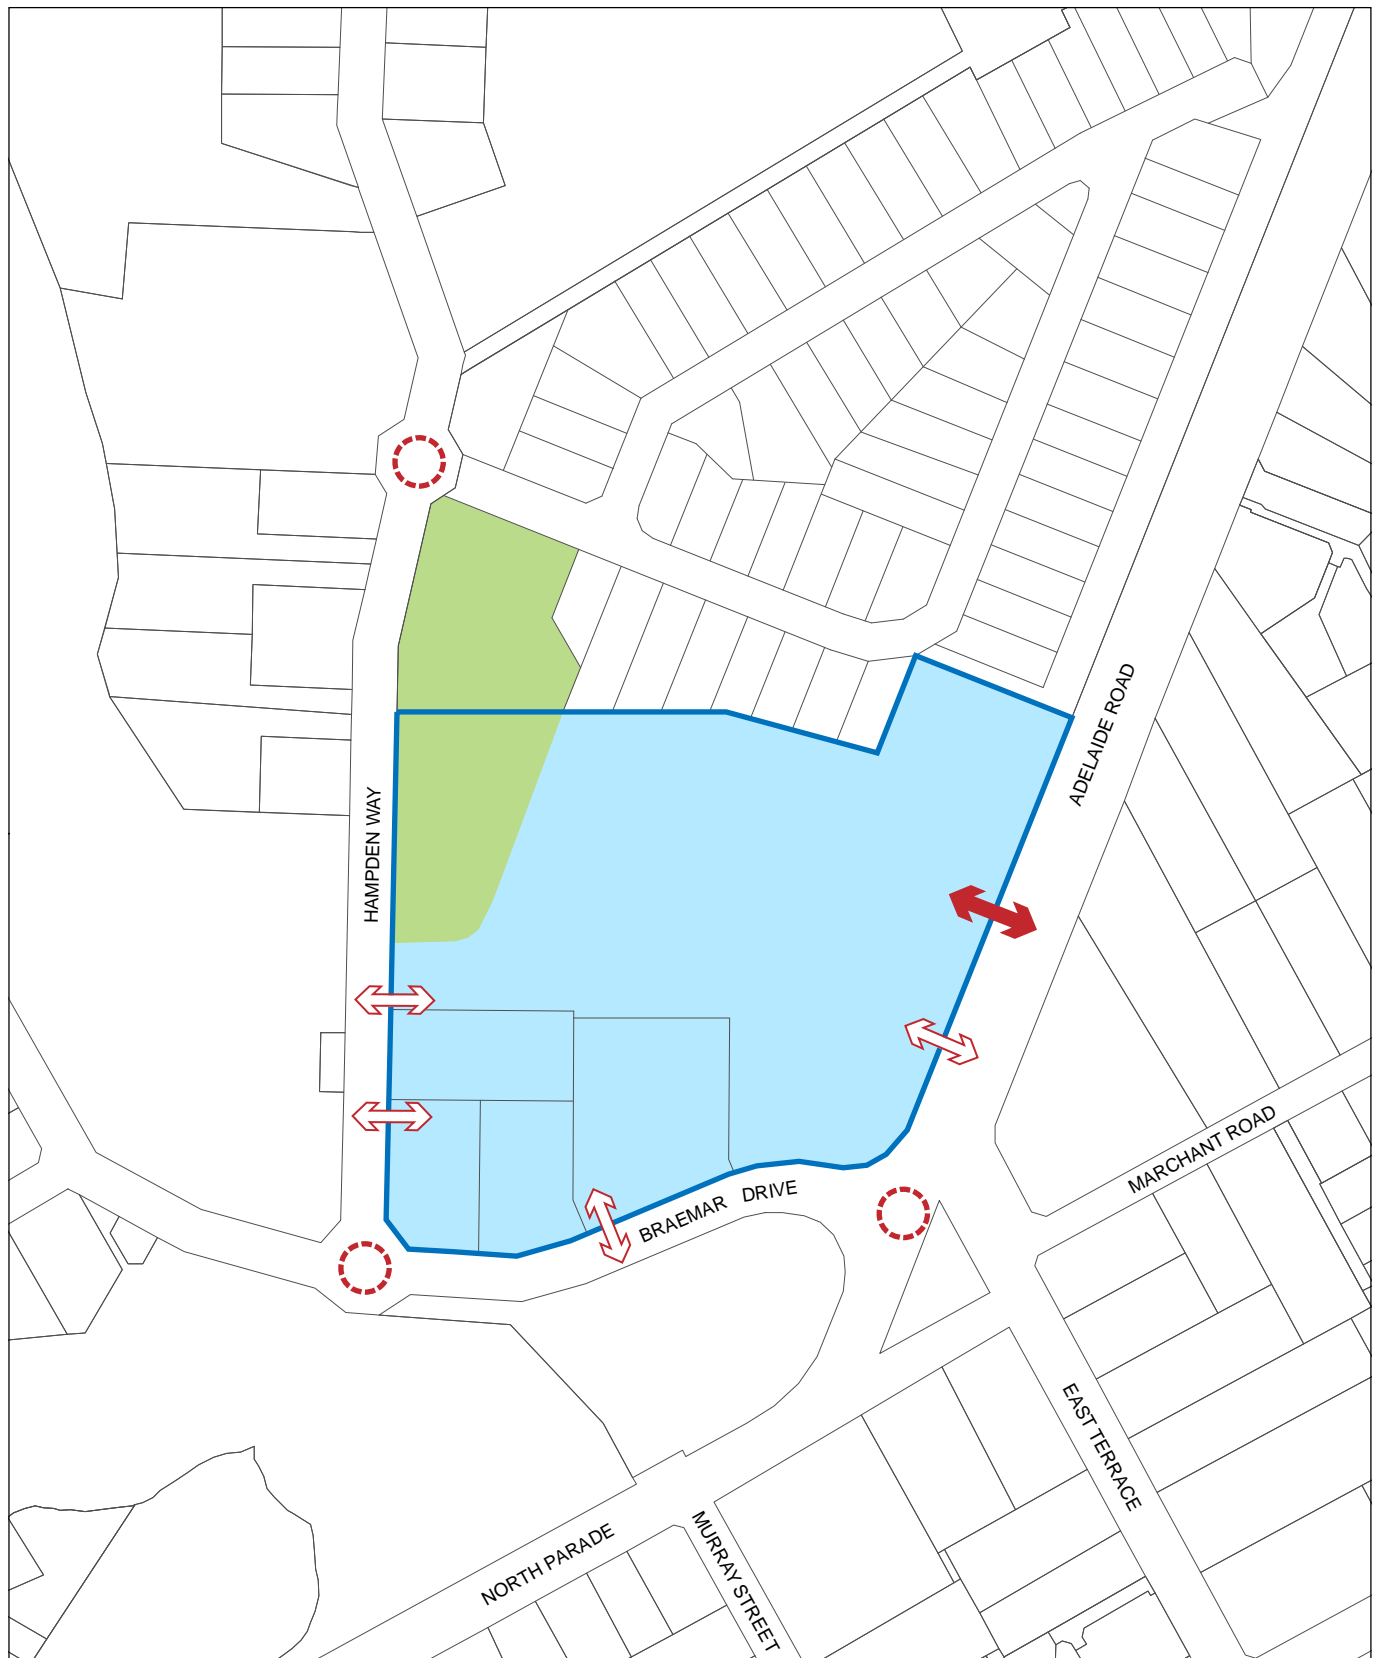 ADELAIDE ROAD
HAMPDEN WAY
MARCHANT ROAD
BRAEMAR DRIVE
EAST TERRACE
NORTH PARADE
MURRAY STREET